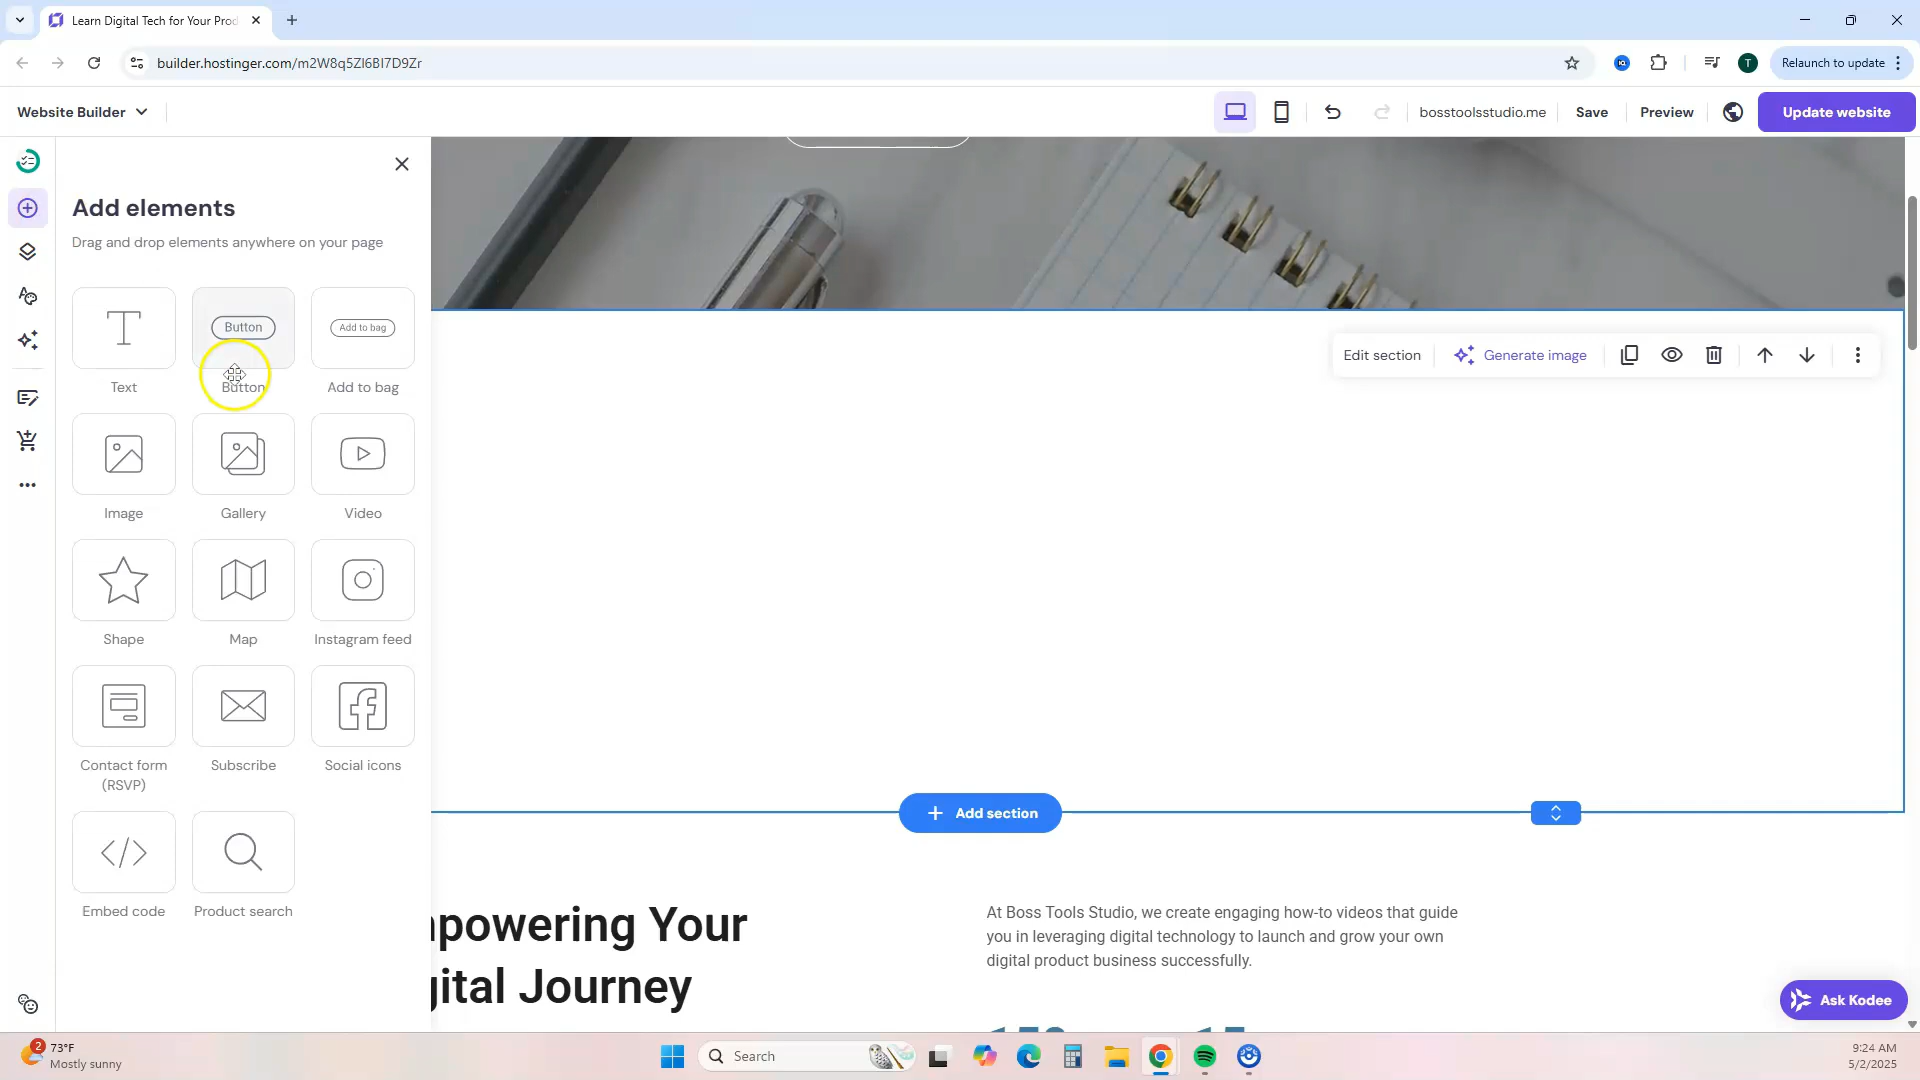 Learn Digital Tech for Your Prod
builder.hostinger.com/m2W8q5Zl6Bl7D9Zr
T
Relaunch to update
Website Builder
bosstoolsstudio.me
Save
Preview
Update website
Add elements
Drag and drop elements anywhere on your page
Button
Add to bag
Text
Button
Add to bag
Edit section
Generate image
Image
Gallery
Video
Shape
Map
Instagram feed
Contact form
(RSVP)
Subscribe
Social icons
Add section
Embed code
Product search
powering Your
gital Journey
At Boss Tools Studio, we create engaging how-to videos that guide
you in leveraging digital technology to launch and grow your own
digital product business successfully.
Ask Kodee
2
73°F
Mostly sunny
Search
9:24 AM
5/2/2025